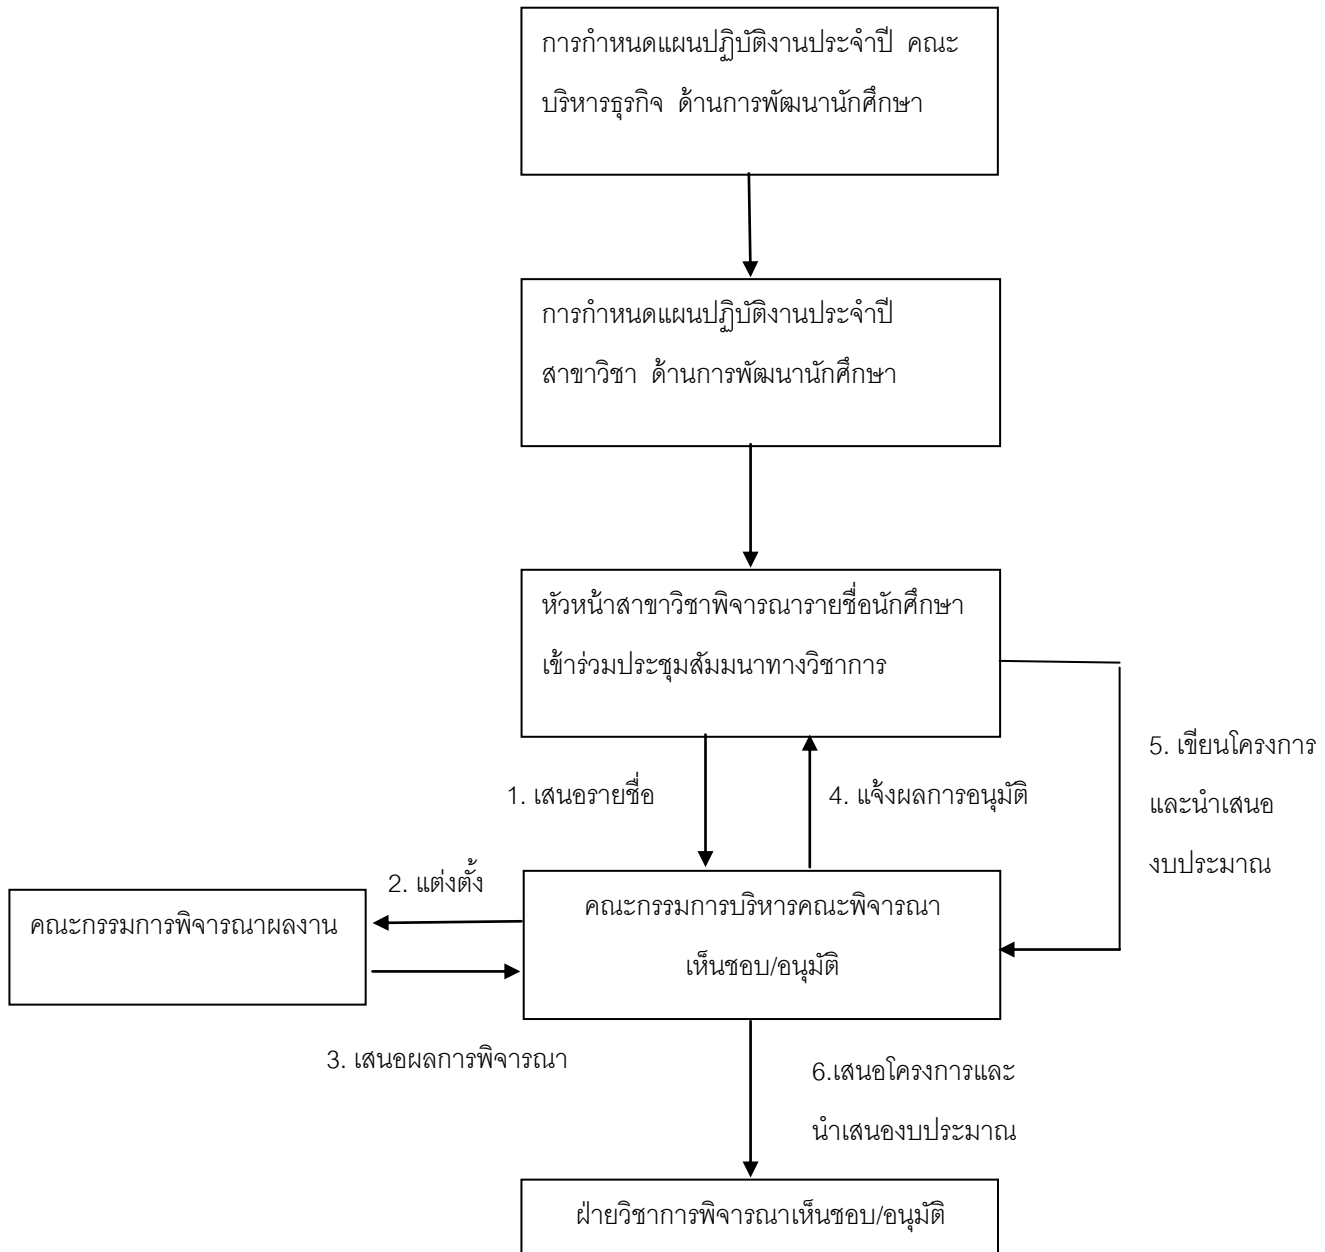 การกำหนดแผนปฏิบัติงานประจำปี คณะ
บริหารธุรกิจ ด้านการพัฒนานักศึกษา
การกำหนดแผนปฏิบัติงานประจำปี
สาขาวิชา ด้านการพัฒนานักศึกษา
หัวหน้าสาขาวิชาพิจารณารายชื่อนักศึกษา
เข้าร่วมประชุมสัมมนาทางวิชาการ
1. เสนอรายชื่อ
4. แจ้งผลการอนุมัติ
5. เขียนโครงการ
และนำเสนอ
งบประมาณ
2. แต่งตั้ง
คณะกรรมการพิจารณาผลงาน
คณะกรรมการบริหารคณะพิจารณา
เห็นชอบ/อนุมัติ
3. เสนอผลการพิจารณา
6.เสนอโครงการและ
นำเสนองบประมาณ
ฝ่ายวิชาการพิจารณาเห็นชอบ/อนุมัติ